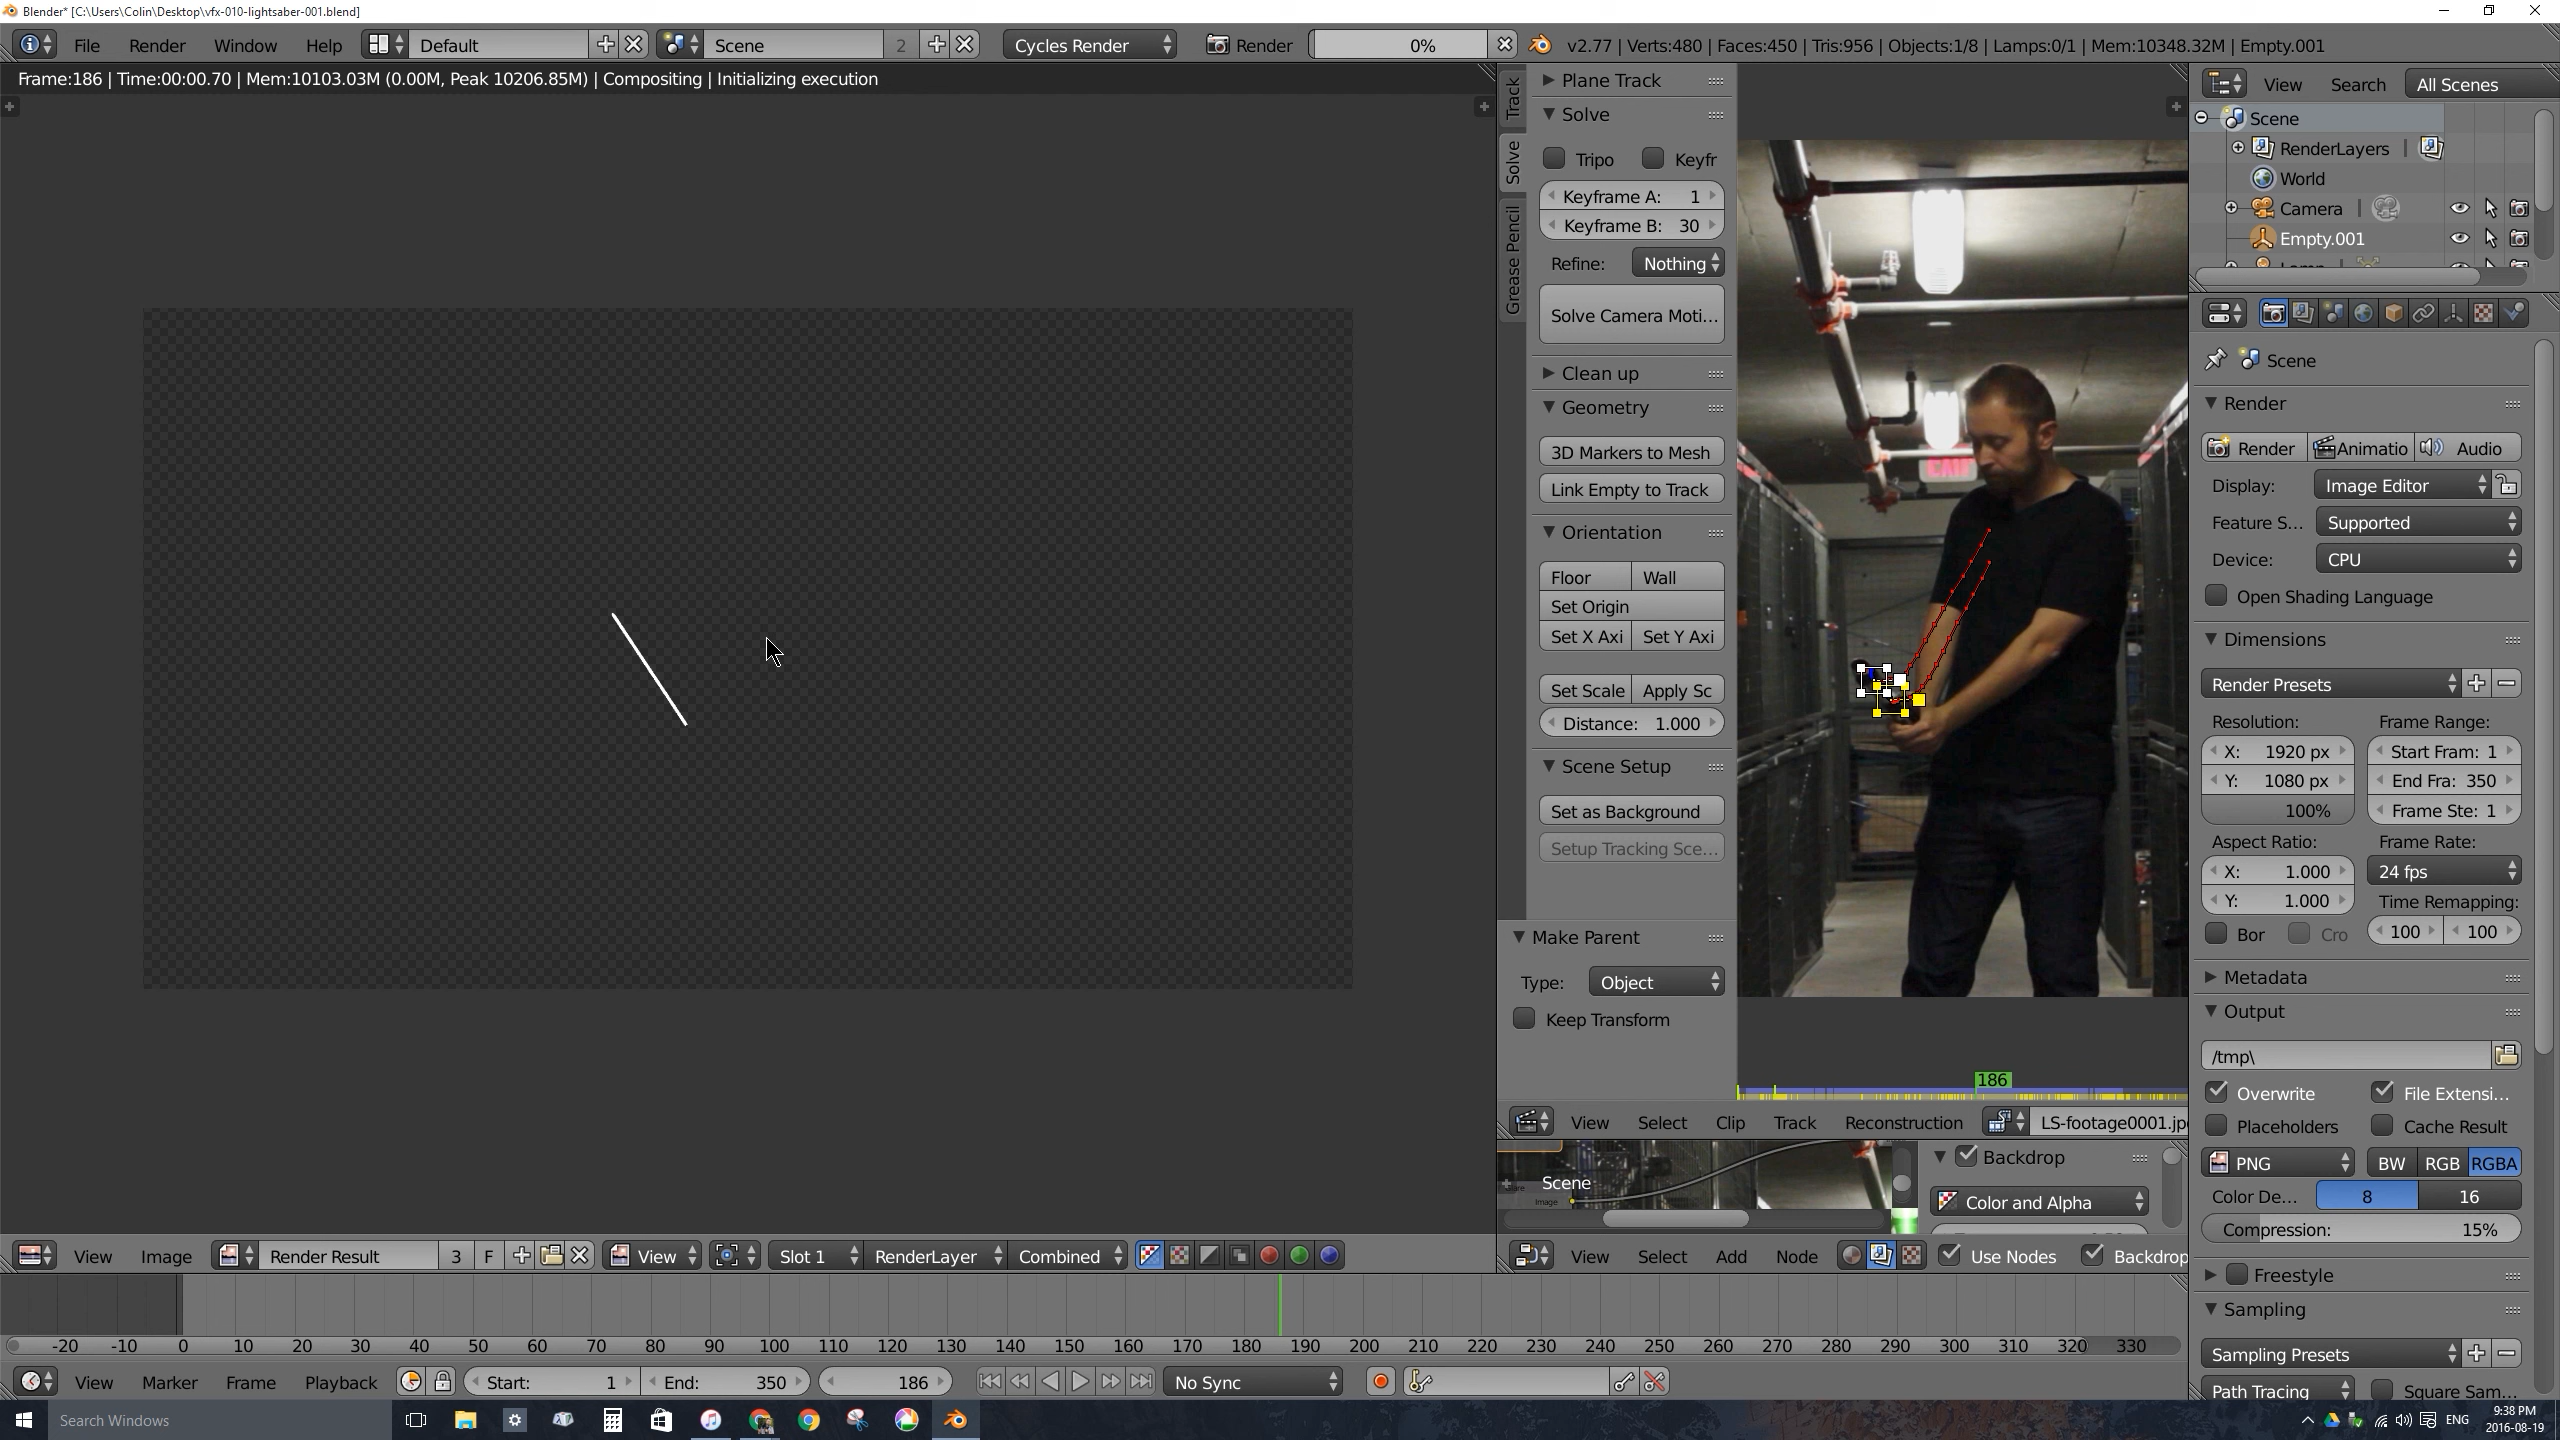 Blender* [C:\Users\Colin\Desktop\vfx-010-lightsaber-001.blend]
File Render Window Help Default Scene 2 Cycles Render Render 0% v2.77 | Verts:480 | Faces:450 | Tris:956 | Objects:1/8 | Lamps:0/1 | Mem:10348.32M | Empty.001
Frame:186 | Time:00:00.70 | Mem:10103.03M (0.00M, Peak 10206.85M) | Compositing | Initializing execution
Track
Solve
Grease Pencil
Plane Track
Solve
Tripo Keyfr
Keyframe A: 1
Keyframe B: 30
Refine: Nothing
Solve Camera Moti...
Clean up
Geometry
3D Markers to Mesh
Link Empty to Track
Orientation
Floor Wall
Set Origin
Set X Axi Set Y Axi
Set Scale Apply Sc
Distance: 1.000
Scene Setup
Set as Background
Setup Tracking Sce...
Make Parent
Type: Object
Keep Transform
186
View Select Clip Track Reconstruction LS-footage0001.jp
Scene
Image
Backdrop
Color and Alpha
View Select Add Node Use Nodes Backdrop
View Search All Scenes
Scene
RenderLayers |
World
Camera |
Empty.001
Scene
Render
Render Animatio Audio
Display: Image Editor
Feature S... Supported
Device: CPU
Open Shading Language
Dimensions
Render Presets
Resolution: Frame Range:
X: 1920 px Start Fram: 1
Y: 1080 px End Fra: 350
100% Frame Ste: 1
Aspect Ratio: Frame Rate:
X: 1.000 24 fps
Y: 1.000 Time Remapping:
Bor Cro 100 100
Metadata
Output
/tmp\
Overwrite File Extensi...
Placeholders Cache Result
PNG BW RGB RGBA
Color De... 8 16
Compression: 15%
Freestyle
Sampling
Sampling Presets
Path Tracing Square Sam...
View Image Render Result 3 F View Slot 1 RenderLayer Combined
-20 -10 0 10 20 30 40 50 60 70 80 90 100 110 120 130 140 150 160 170 180 190 200 210 220 230 240 250 260 270 280 290 300 310 320 330
View Marker Frame Playback Start: 1 End: 350 186 No Sync
Search Windows
ENG
9:38 PM
2016-08-19